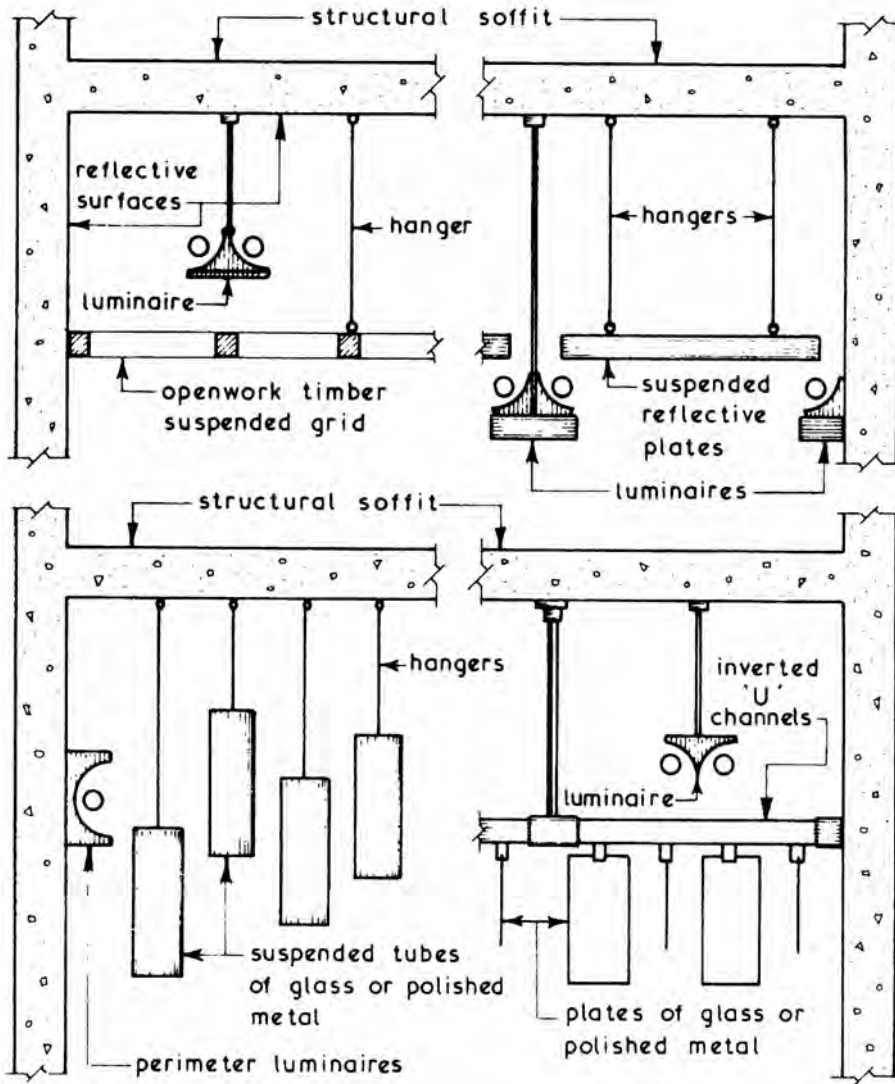 structural soffit
reflective
surfaces
hanger
luminaire
openwork timber
suspended grid
hangers
suspended
reflective
plates
luminaires
structural soffit
hangers
inverted
'U'
channels
luminaire
suspended tubes
of glass or polished
metal
perimeter luminaires
plates of glass or
polished metal